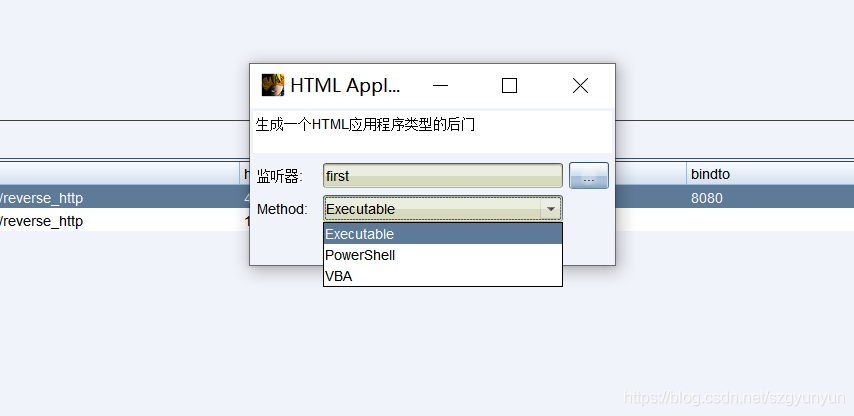 HTML Appl...
生成一个HTML应用程序类型的后门
监听器: first ...
h bindto
/reverse_http 4 8080
Method: Executable
/reverse_http 1
Executable
PowerShell
VBA
https://blog.csdn.net/szgyunyun